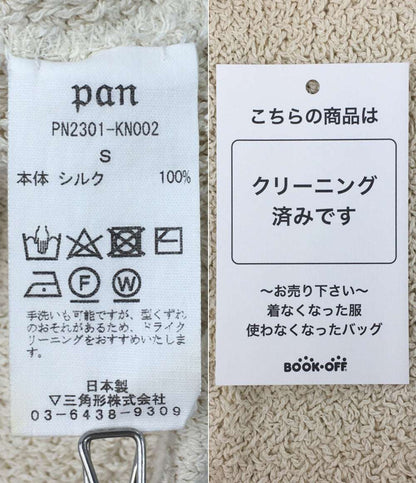 pan
PN2301-KN002
S
本体 シルク 100%
F
W
手洗いも可能ですが、型くずれ
のおそれがあるため、ドライク
リーニングをおすすめいたしま
す。
日本製
▽三角形株式会社
03-6438-9309
こちらの商品は
クリーニング
済みです
～お売り下さい～
着なくなった服
使わなくなったバッグ
BOOK・OFF